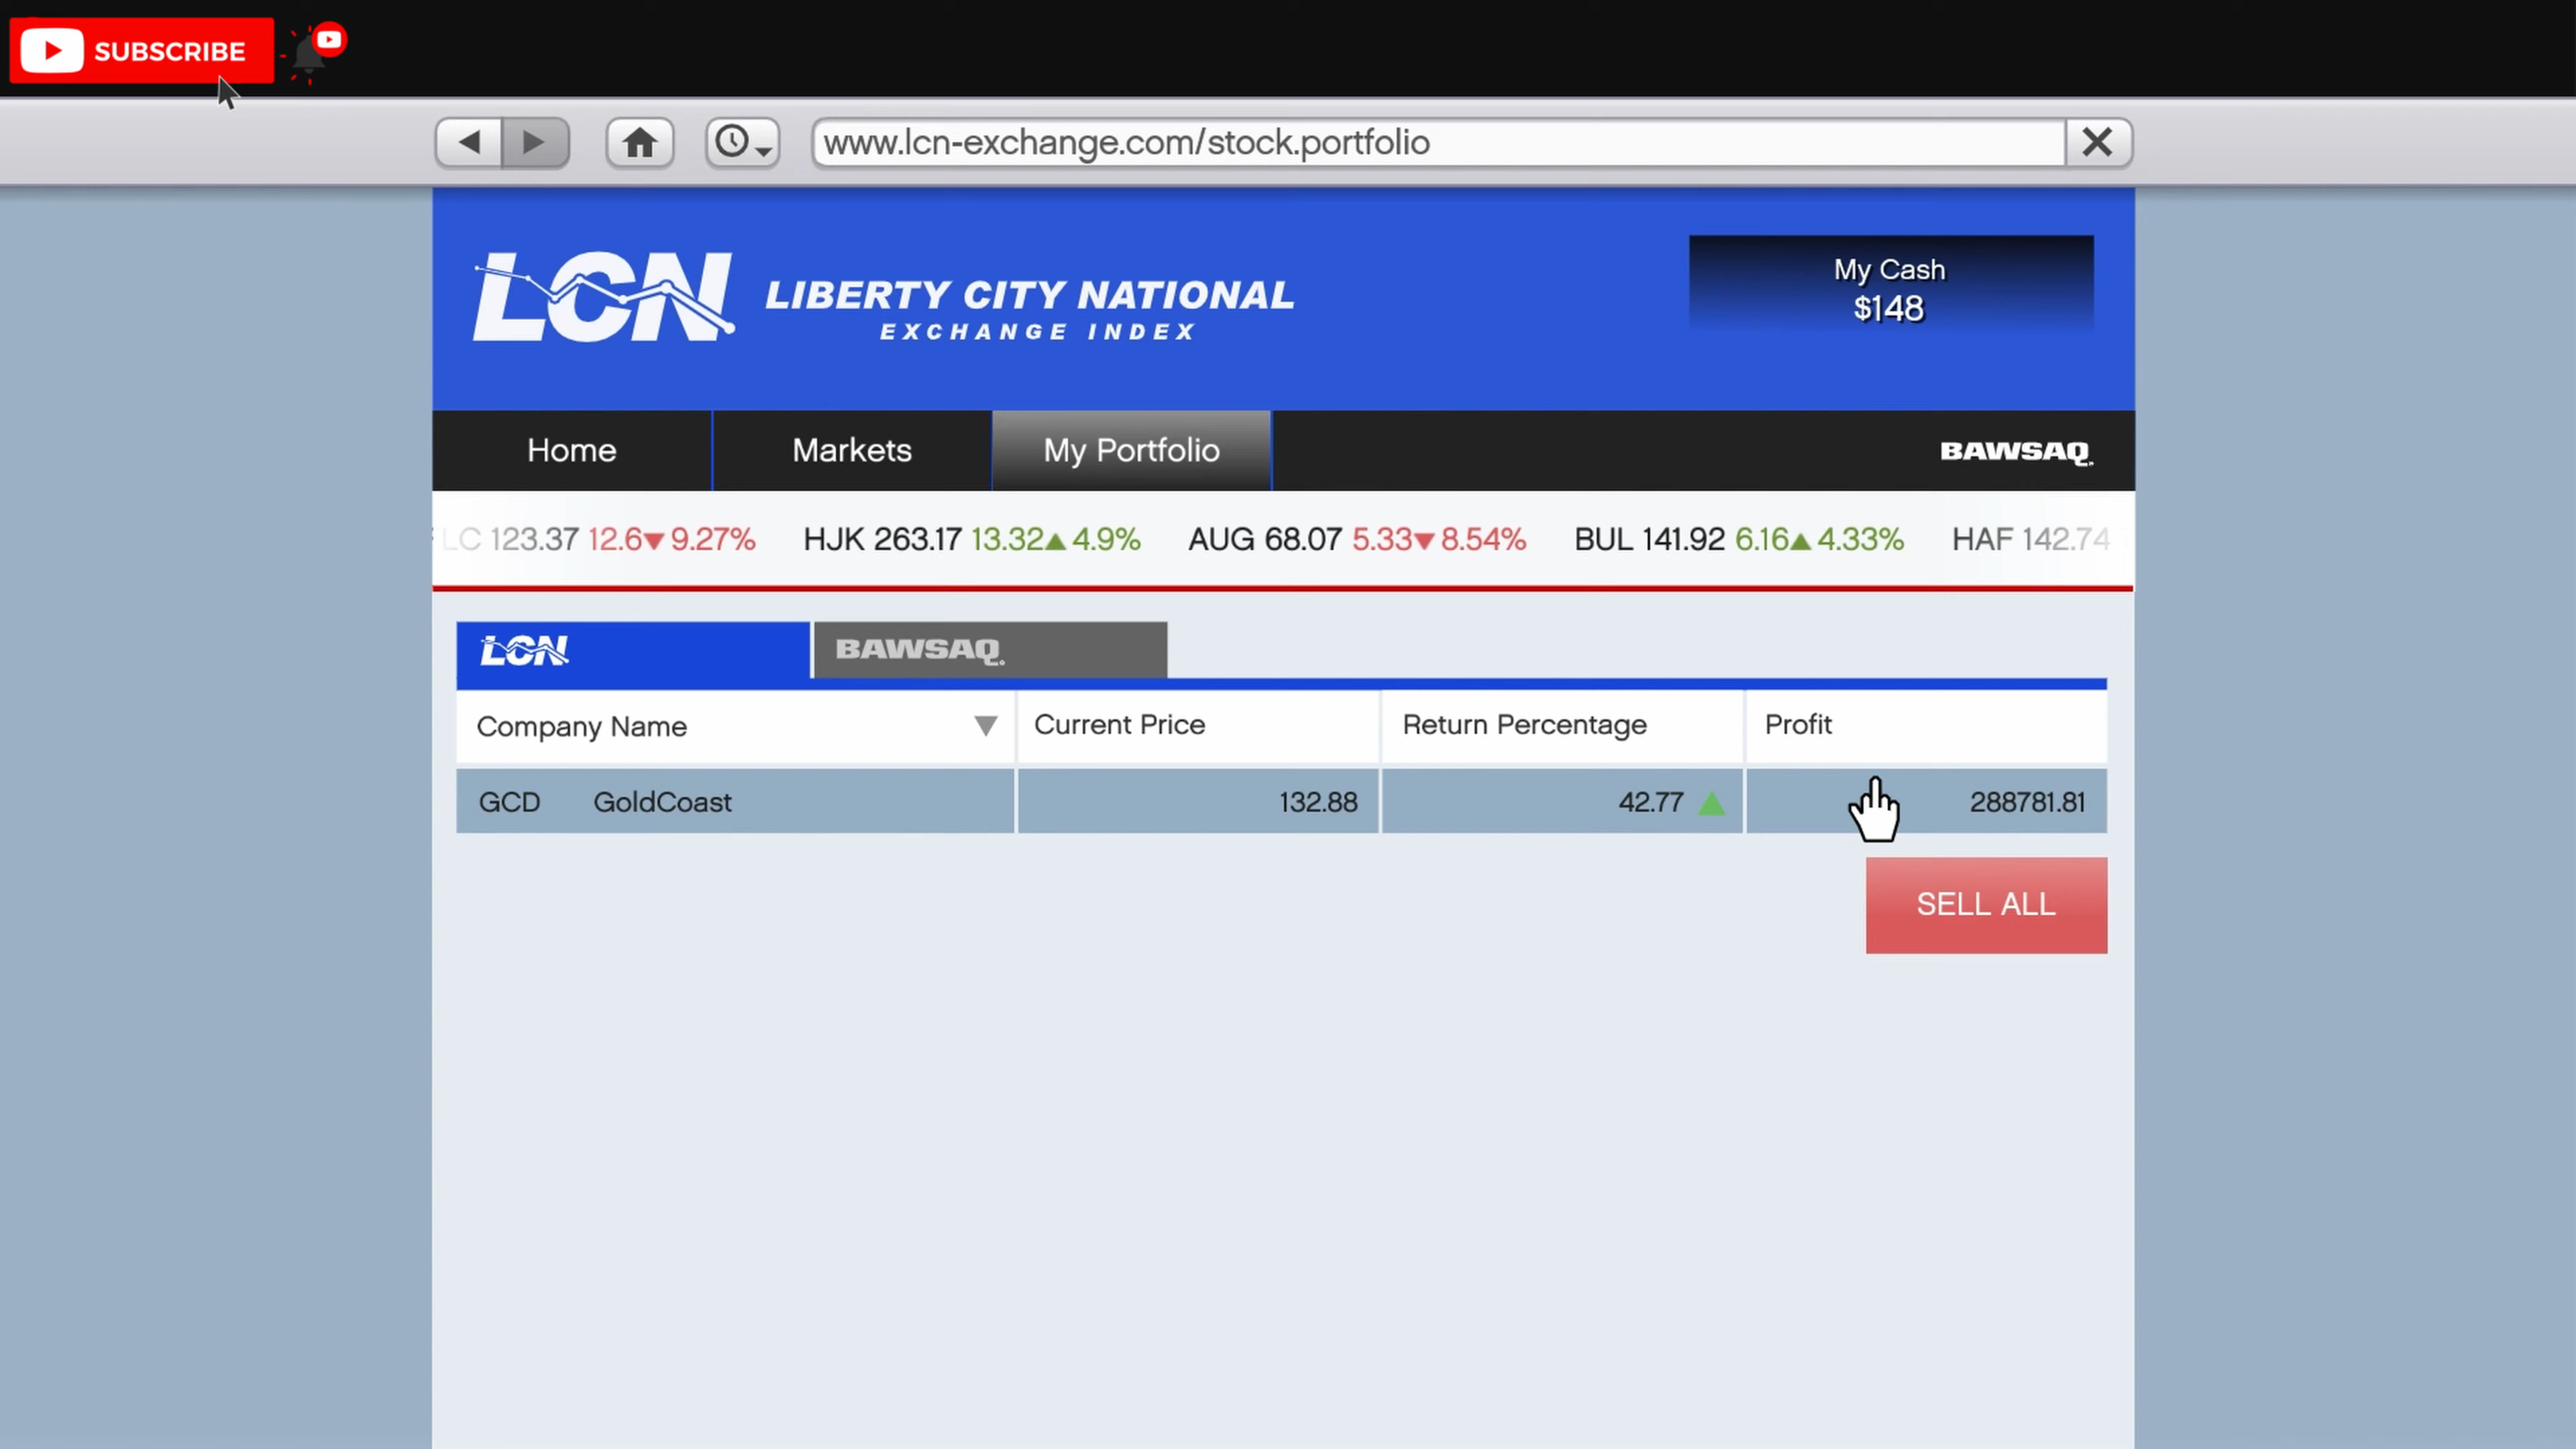 SUBSCRIBE
www.lcn-exchange.com/stock.portfolio
LCN LIBERTY CITY NATIONAL
EXCHANGE INDEX
My Cash
$148
Home Markets My Portfolio BAWSAQ
LC 123.37 12.6▼9.27% HJK 263.17 13.32▲4.9% AUG 68.07 5.33▼8.54% BUL 141.92 6.16▲4.33% HAF 142.74
LCN BAWSAQ
Company Name Current Price Return Percentage Profit
GCD GoldCoast 132.88 42.77 288781.81
SELL ALL